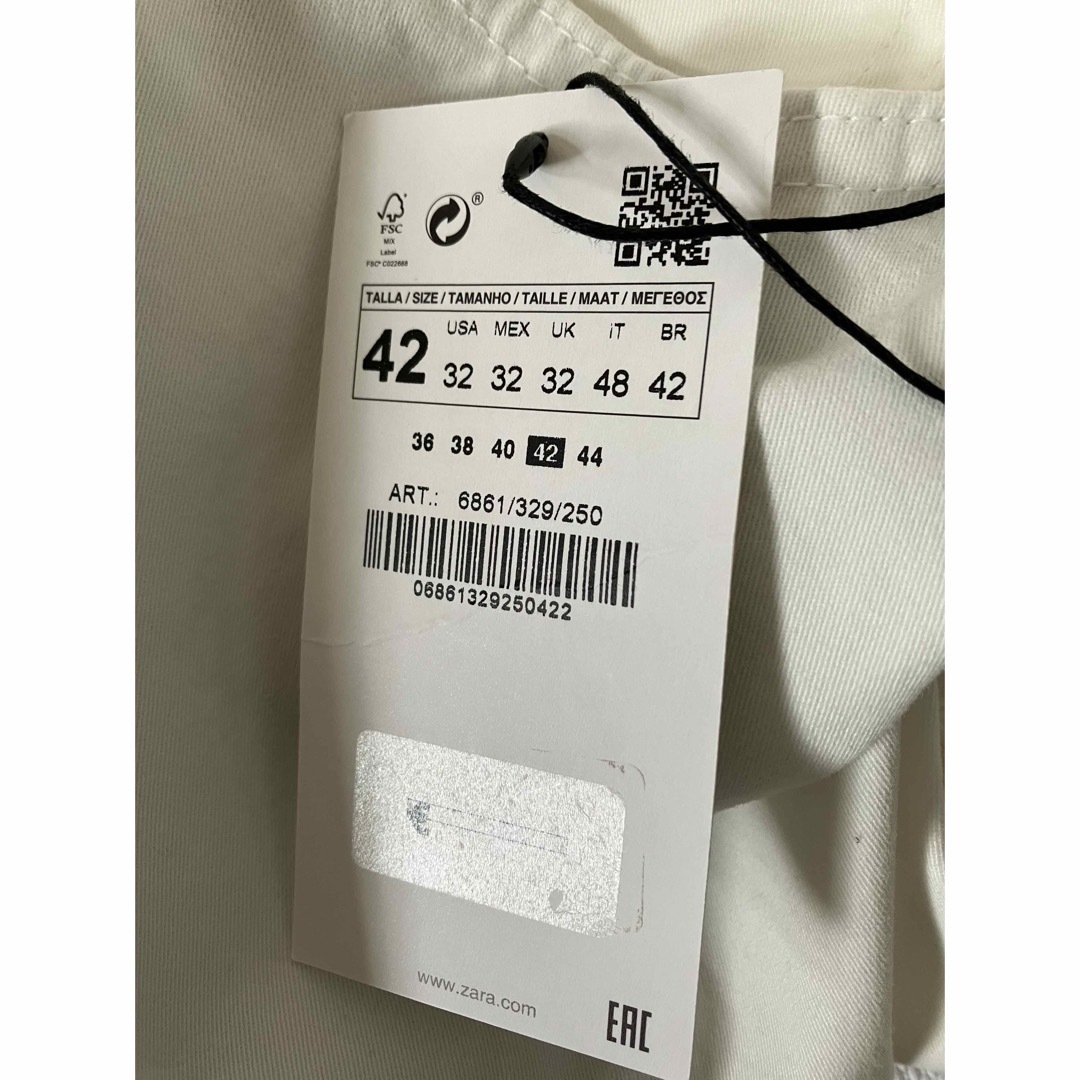 FSC
MIX
Label
FSC® C022688
®
TALLA / SIZE / TAMANHO / TAILLE / MAAT / ΜΕΓΕΘΟΣ
42
USA MEX UK iT BR
32 32 32 48 42
36 38 40 42 44
ART.: 6861/329/250
06861329250422
www.zara.com
EAC